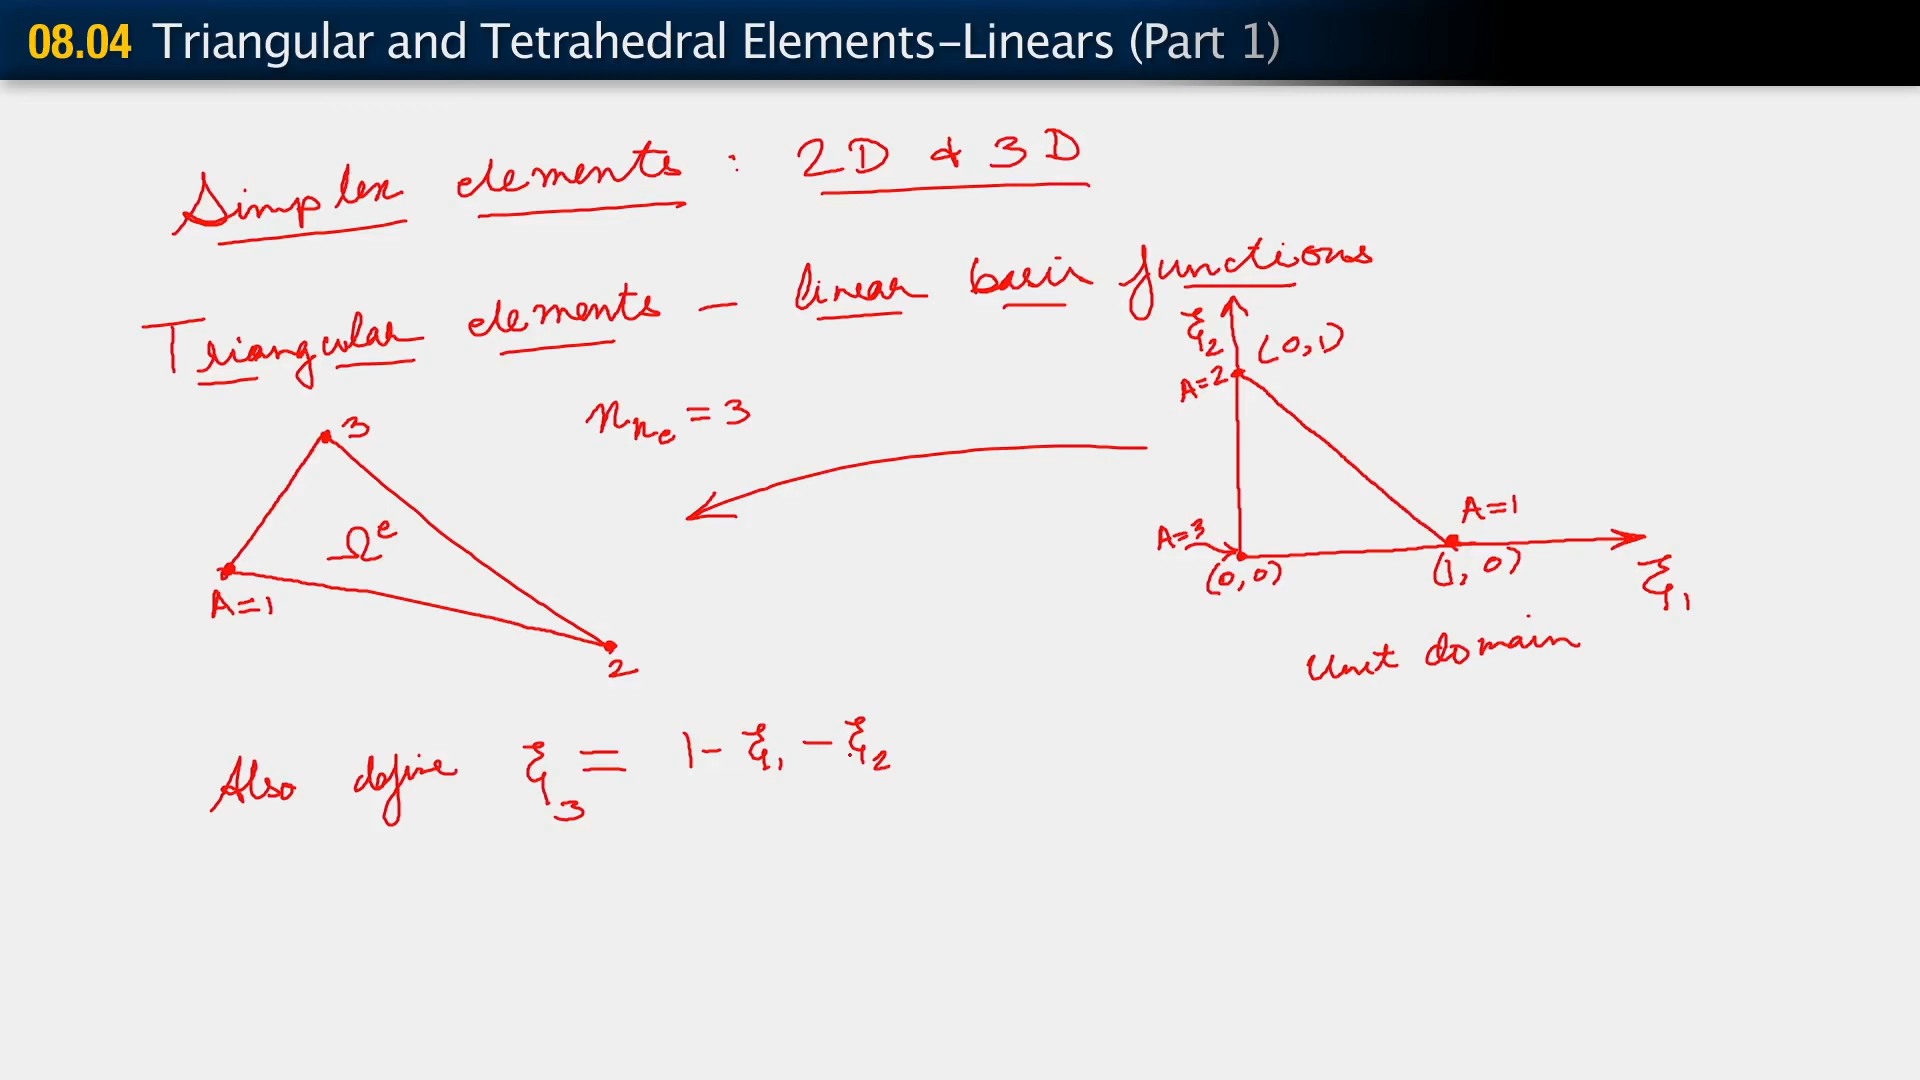 08.04 Triangular and Tetrahedral Elements–Linears (Part 1)
Simplex elements : 2D & 3D
Triangular elements – linear basis functions
ξ2 (0,1)
A=2
n_ne = 3
3
Ωe
A=1
2
A=1
A=3
(0,0)
(1,0)
ξ1
Unit domain
Also define ξ3 = 1 - ξ1 - ξ2